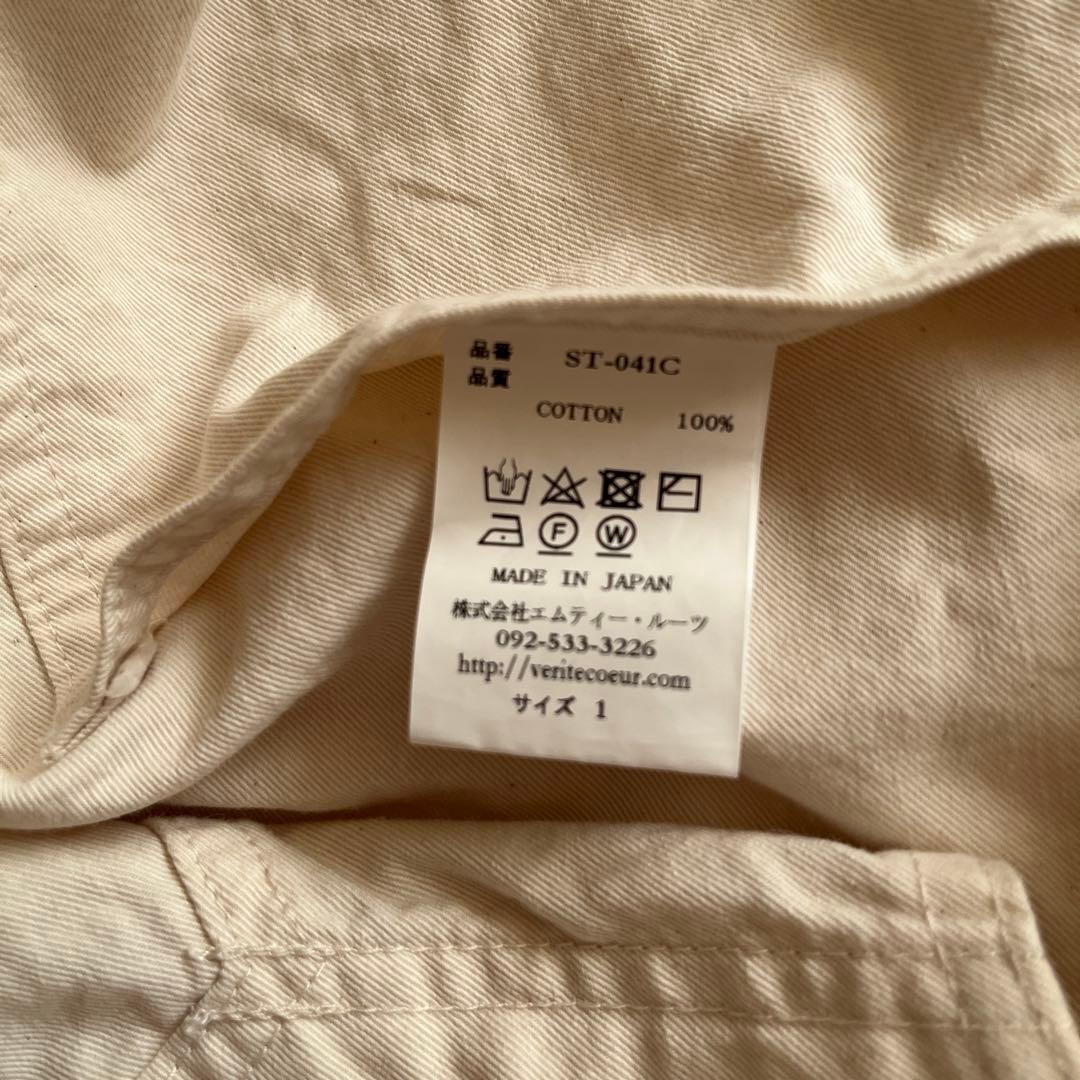 品番 ST-041C
品質
COTTON 100%
F W
MADE IN JAPAN
株式会社エムティー・ルーツ
092-533-3226
http://veritecoeur.com
サイズ 1